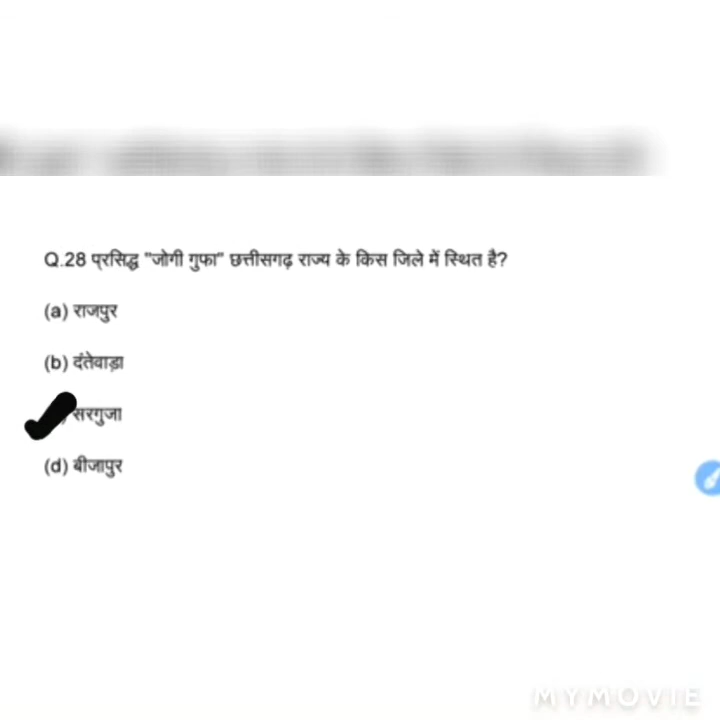 Q.28 प्रसिद्ध "जोगी गुफा" छत्तीसगढ़ राज्य के किस जिले में स्थित है?
(a) राजपुर
(b) दंतेवाड़ा
सरगुजा
(d) बीजापुर
MYMOVIE